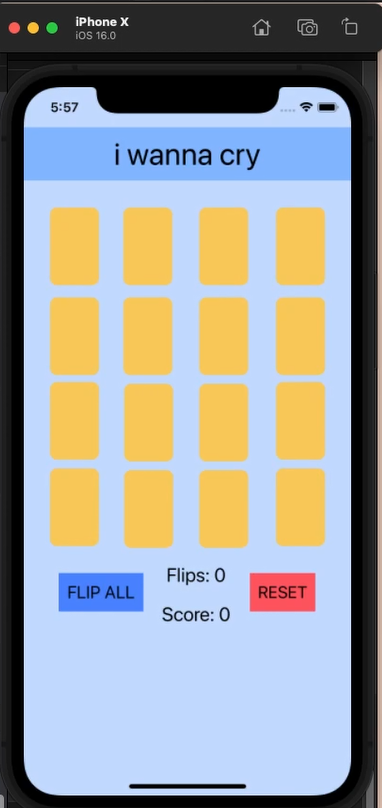 iPhone X
iOS 16.0
5:57
i wanna cry
Flips: 0
FLIP ALL
RESET
Score: 0